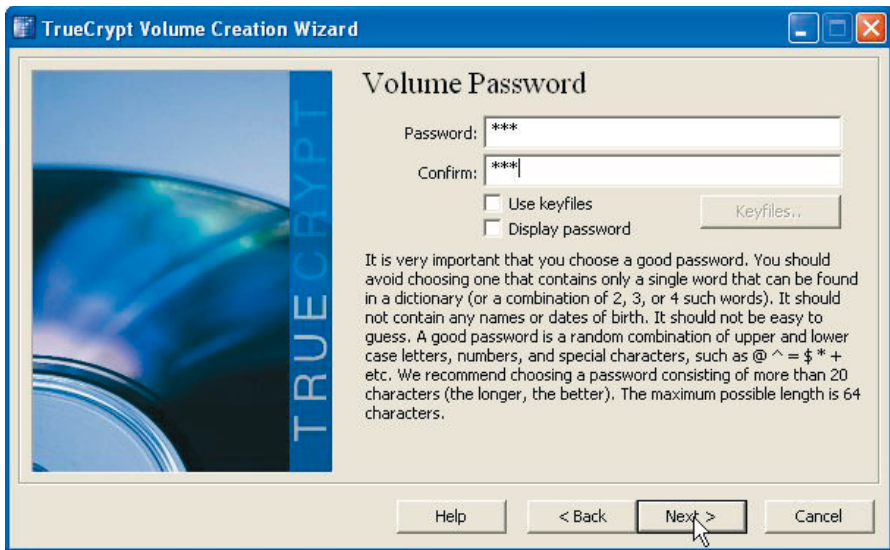 TrueCrypt Volume Creation Wizard
TRUECRYPT
Volume Password
Password: ***
Confirm: ***
Use keyfiles
Keyfiles..
Display password
It is very important that you choose a good password. You should
avoid choosing one that contains only a single word that can be found
in a dictionary (or a combination of 2, 3, or 4 such words). It should
not contain any names or dates of birth. It should not be easy to
guess. A good password is a random combination of upper and lower
case letters, numbers, and special characters, such as @ ^ = $ * +
etc. We recommend choosing a password consisting of more than 20
characters (the longer, the better). The maximum possible length is 64
characters.
Help
< Back
Next >
Cancel